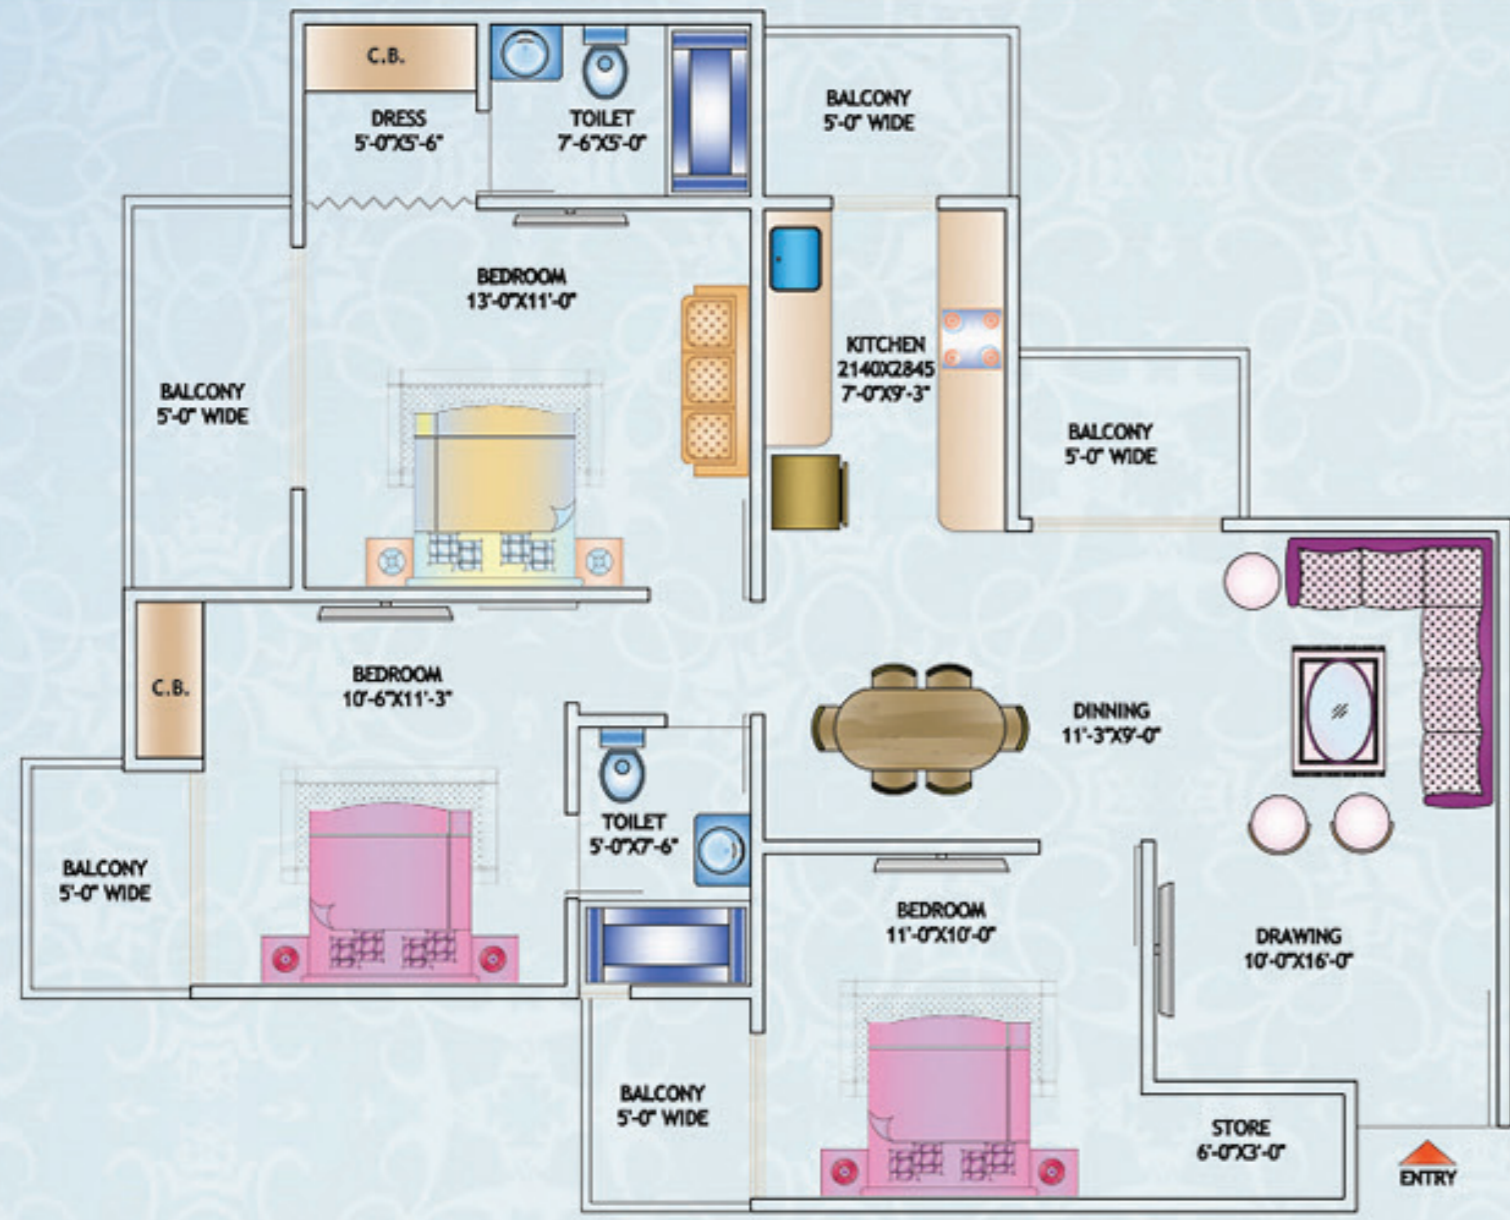 C.B.
DRESS
5'-0"X5'-6"
TOILET
7'-6"X5'-0"
BALCONY
5'-0" WIDE
BEDROOM
13'-0"X11'-0"
BALCONY
5'-0" WIDE
KITCHEN
2140X2845
7'-0"X9'-3"
BALCONY
5'-0" WIDE
C.B.
BEDROOM
10'-6"X11'-3"
DINNING
11'-3"X9'-0"
TOILET
5'-0"X7'-6"
BALCONY
5'-0" WIDE
BEDROOM
11'-0"X10'-0"
DRAWING
10'-0"X16'-0"
BALCONY
5'-0" WIDE
STORE
6'-0"X3'-0"
ENTRY